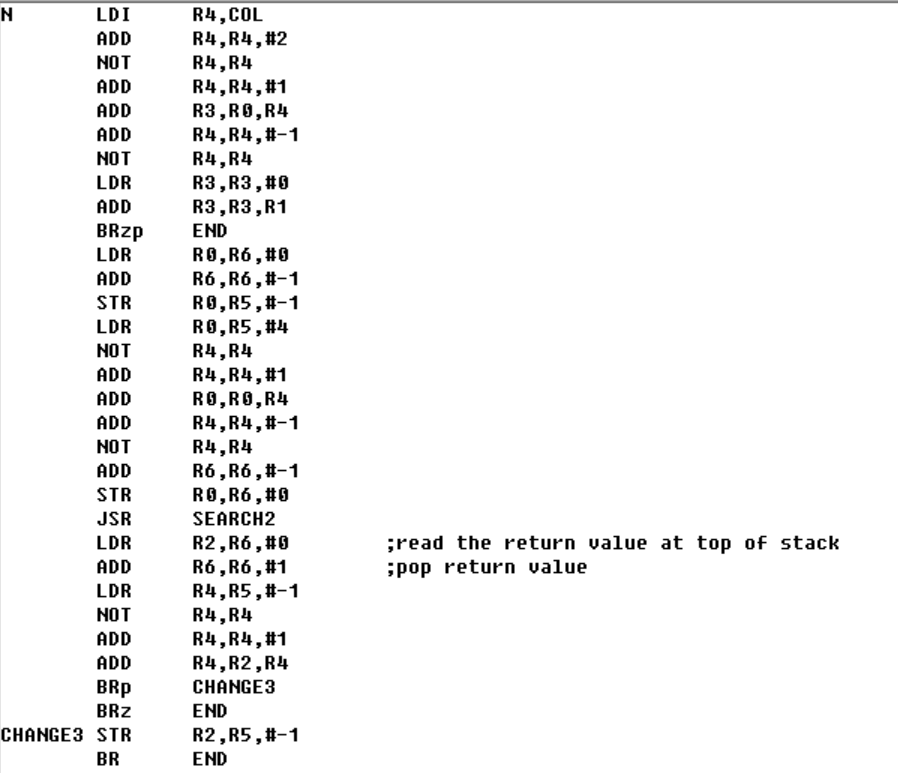 N LDI R4,COL
ADD R4,R4,#2
NOT R4,R4
ADD R4,R4,#1
ADD R3,R0,R4
ADD R4,R4,#-1
NOT R4,R4
LDR R3,R3,#0
ADD R3,R3,R1
BRzp END
LDR R0,R6,#0
ADD R6,R6,#-1
STR R0,R5,#-1
LDR R0,R5,#4
NOT R4,R4
ADD R4,R4,#1
ADD R0,R0,R4
ADD R4,R4,#-1
NOT R4,R4
ADD R6,R6,#-1
STR R0,R6,#0
JSR SEARCH2
LDR R2,R6,#0 ;read the return value at top of stack
ADD R6,R6,#1 ;pop return value
LDR R4,R5,#-1
NOT R4,R4
ADD R4,R4,#1
ADD R4,R2,R4
BRp CHANGE3
BRz END
CHANGE3 STR R2,R5,#-1
BR END